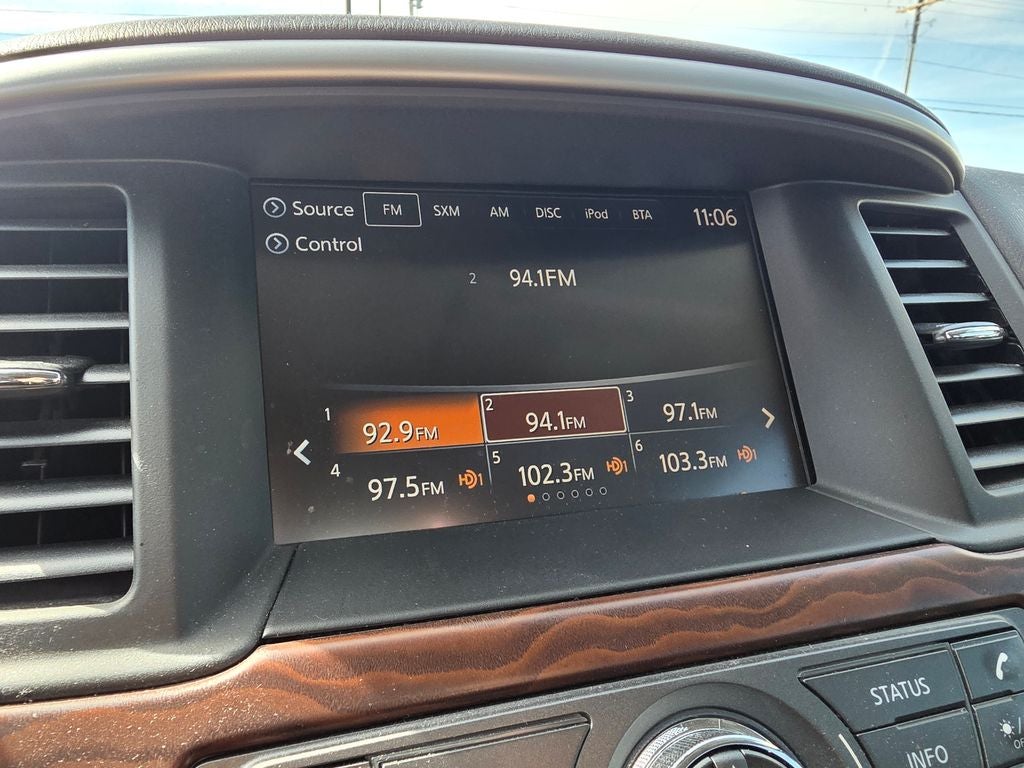 Source FM SXM AM DISC iPod BTA 11:06
Control
2 94.1FM
1 92.9FM 2 94.1FM 3 97.1FM
4 97.5FM HD1 5 102.3FM HD1 6 103.3FM HD1
STATUS
INFO
OF